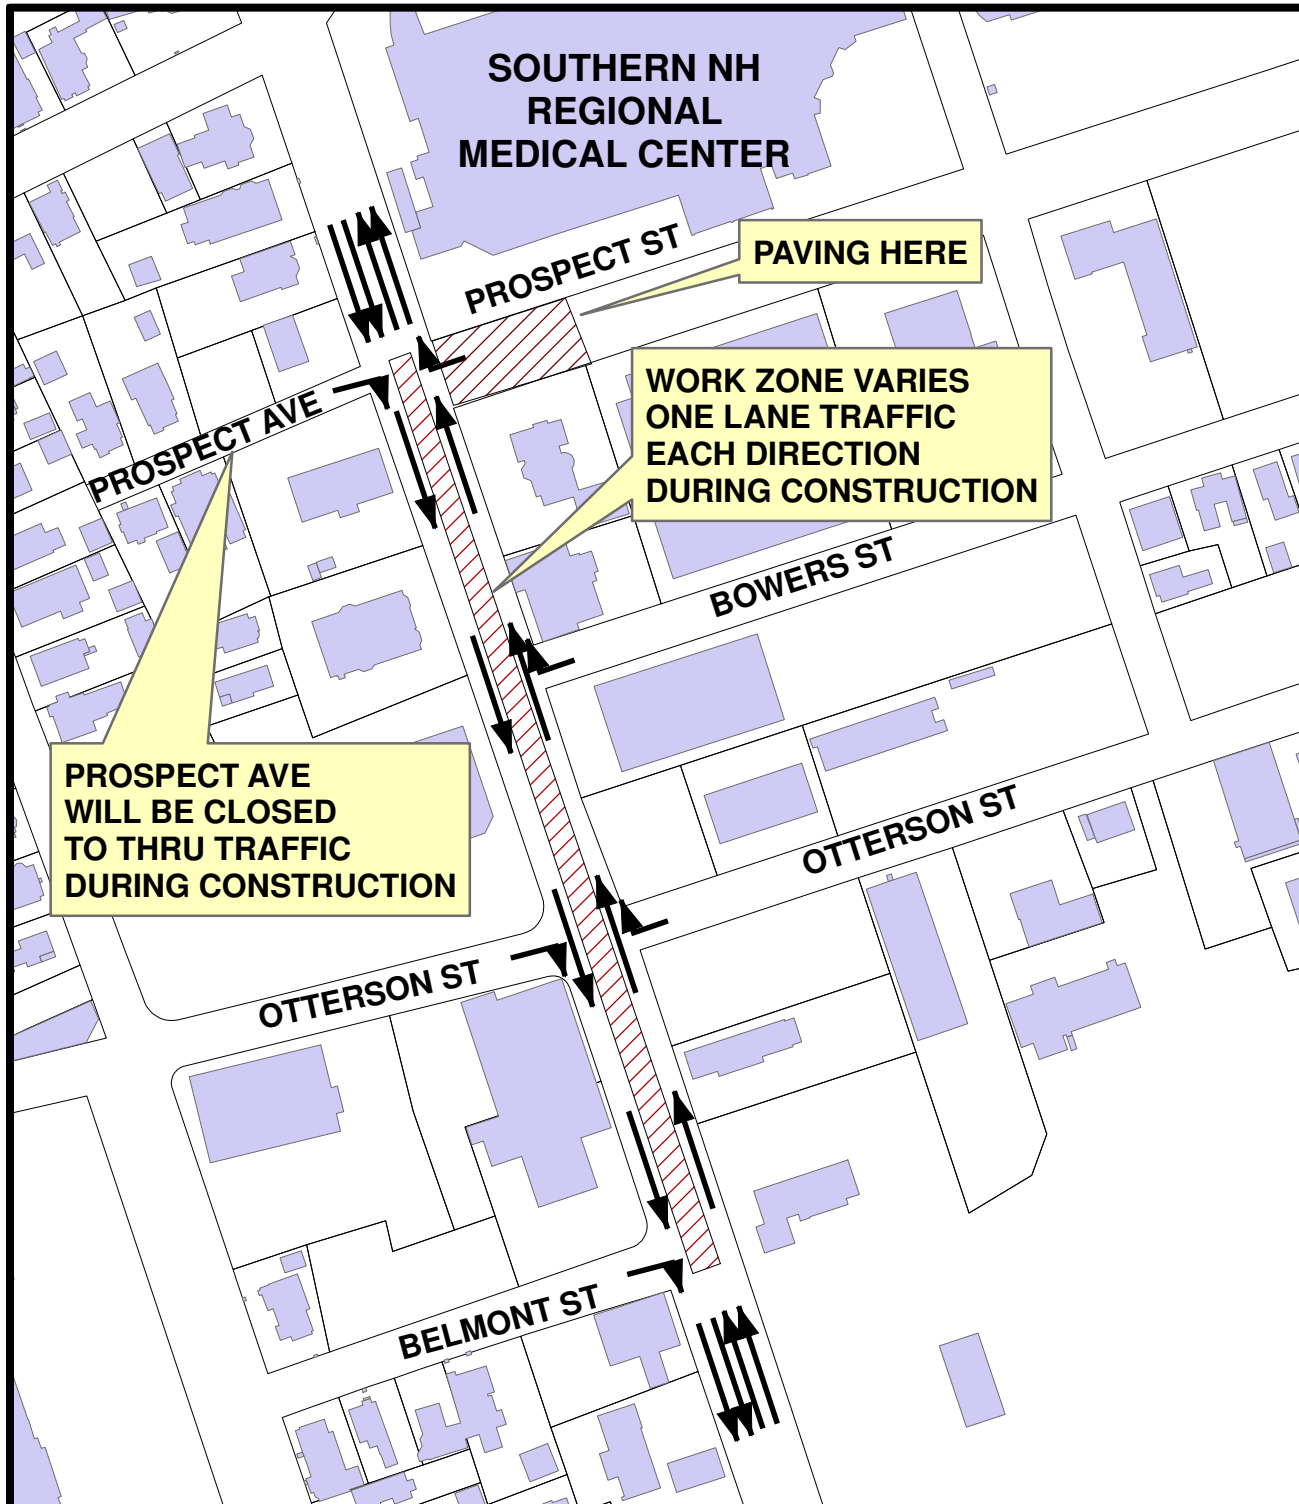 SOUTHERN NH
REGIONAL
MEDICAL CENTER
PROSPECT ST
PAVING HERE
WORK ZONE VARIES
ONE LANE TRAFFIC
EACH DIRECTION
DURING CONSTRUCTION
PROSPECT AVE
BOWERS ST
PROSPECT AVE
WILL BE CLOSED
TO THRU TRAFFIC
DURING CONSTRUCTION
OTTERSON ST
OTTERSON ST
BELMONT ST